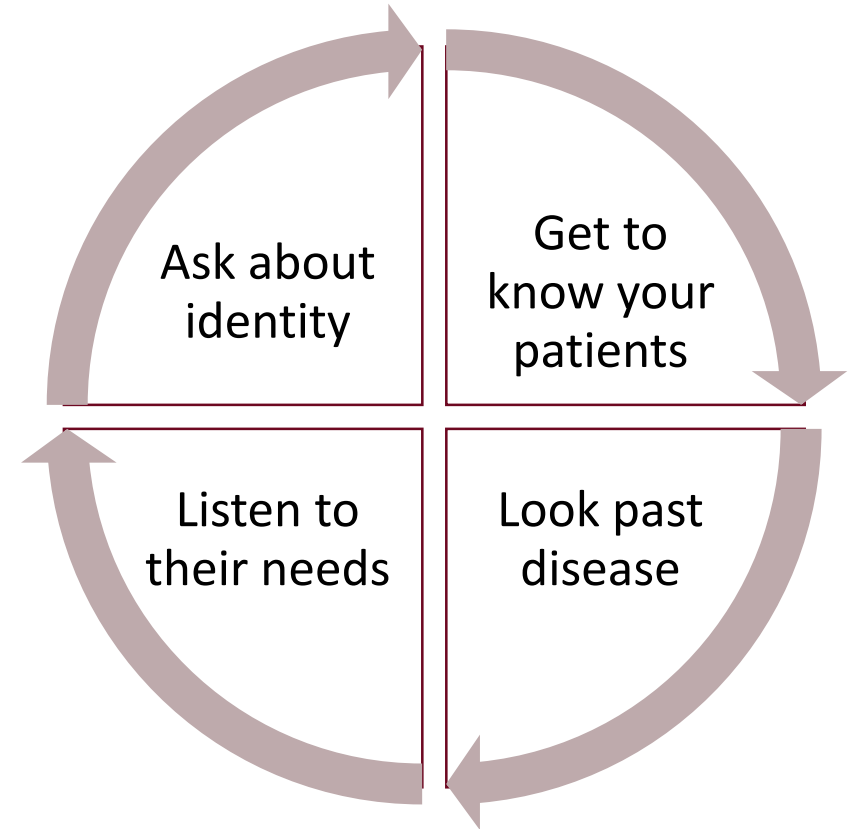 Ask about
identity
Get to
know your
patients
Listen to
their needs
Look past
disease